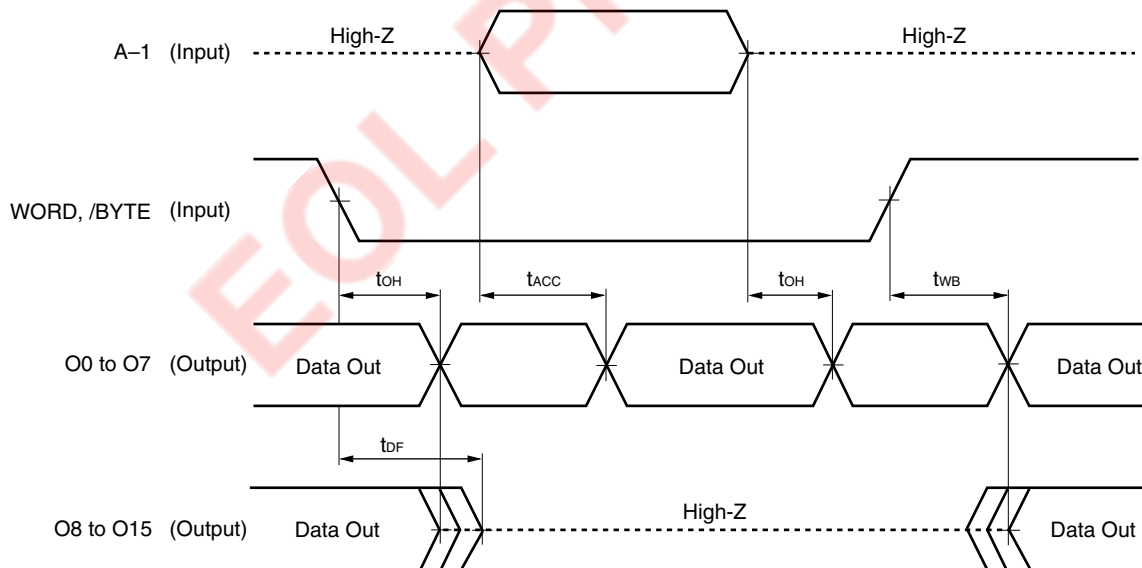 High-Z
High-Z
A–1 (Input)
WORD, /BYTE (Input)
tOH
tACC
tOH
tWB
O0 to O7 (Output)
Data Out
Data Out
Data Out
tDF
O8 to O15 (Output)
Data Out
High-Z
Data Out
EOL P